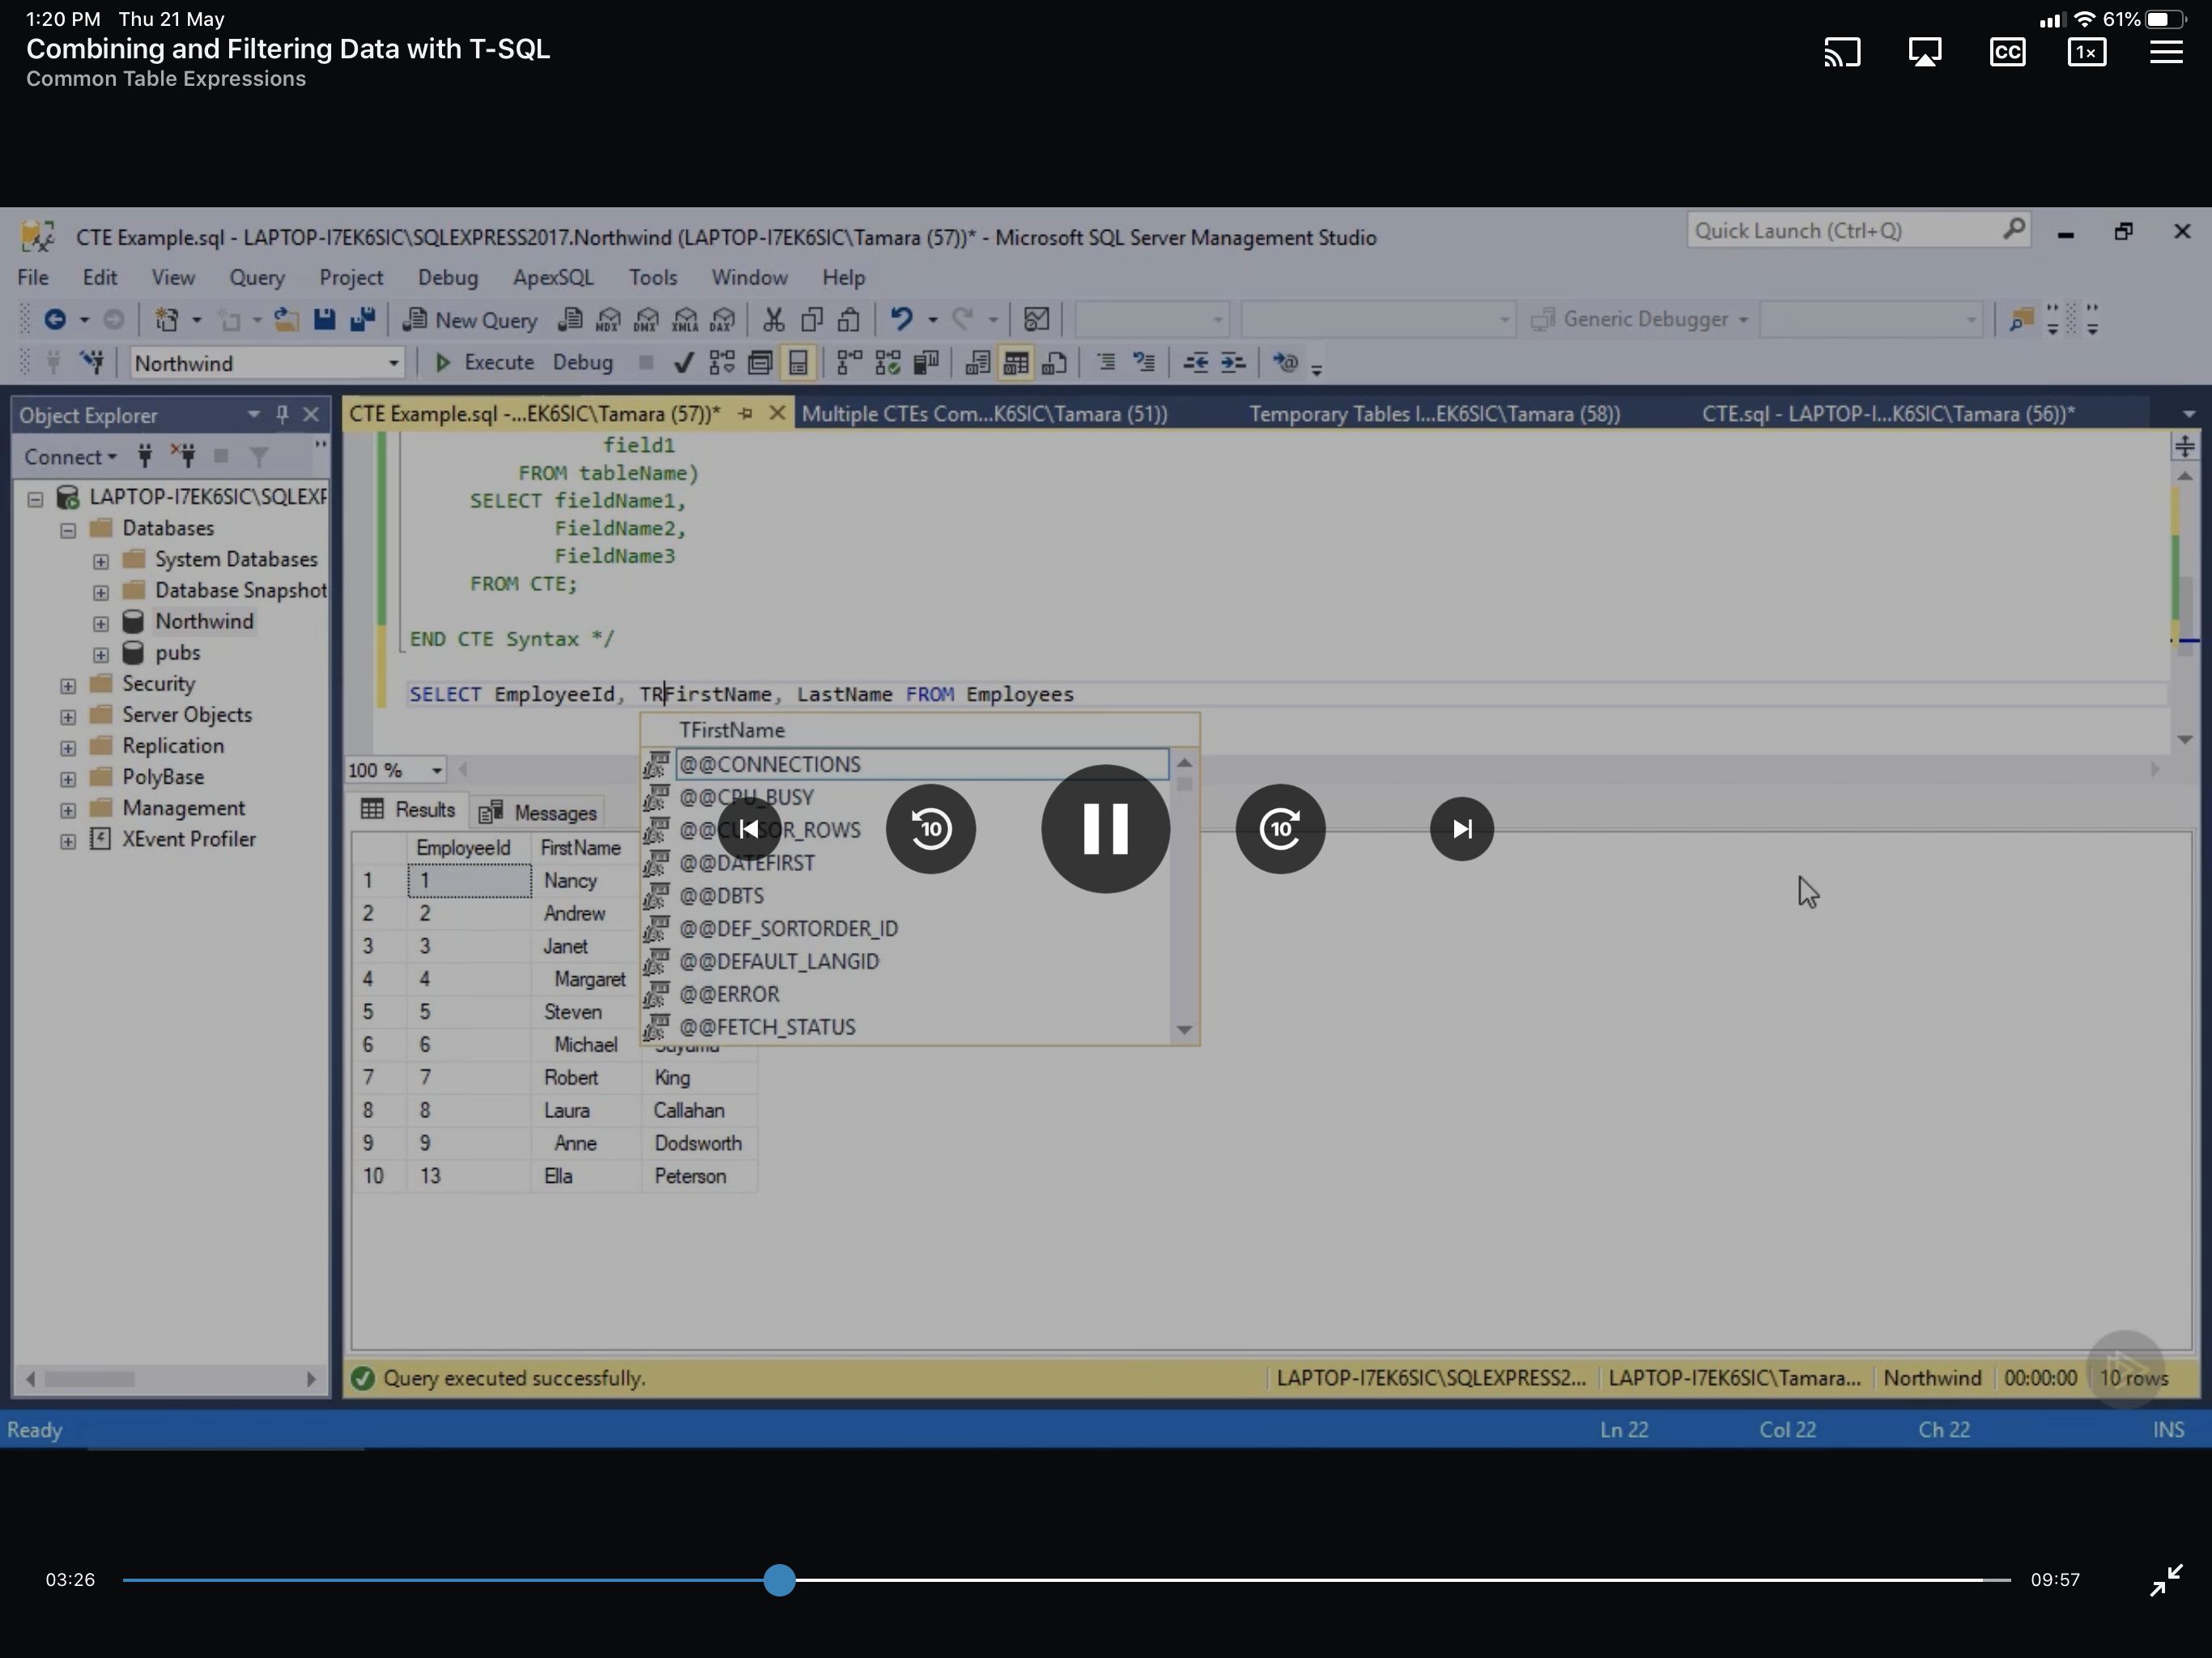 1:20 PM Thu 21 May
61%
Combining and Filtering Data with T-SQL
Common Table Expressions
CC
1×
CTE Example.sql - LAPTOP-I7EK6SIC\SQLEXPRESS2017.Northwind (LAPTOP-I7EK6SIC\Tamara (57))* - Microsoft SQL Server Management Studio
Quick Launch (Ctrl+Q)
File Edit View Query Project Debug ApexSQL Tools Window Help
New Query
MDX DMX XMLA DAX
Generic Debugger
Northwind
Execute Debug
Object Explorer
CTE Example.sql -...EK6SIC\Tamara (57))*
Multiple CTEs Com...K6SIC\Tamara (51))
Temporary Tables I...EK6SIC\Tamara (58))
CTE.sql - LAPTOP-I...K6SIC\Tamara (56))*
Connect
LAPTOP-I7EK6SIC\SQLEXF
Databases
System Databases
Database Snapshot
Northwind
pubs
Security
Server Objects
Replication
PolyBase
Management
XEvent Profiler
field1
FROM tableName)
SELECT fieldName1,
FieldName2,
FieldName3
FROM CTE;
END CTE Syntax */
SELECT EmployeeId, TRFirstName, LastName FROM Employees
TFirstName
@@CONNECTIONS
@@CPU_BUSY
@@DATEFIRST
@@DBTS
@@DEF_SORTORDER_ID
@@DEFAULT_LANGID
@@ERROR
@@FETCH_STATUS
100 %
Results Messages
10
10
EmployeeId FirstName
1 1 Nancy
2 2 Andrew
3 3 Janet
4 4 Margaret
5 5 Steven
6 6 Michael
7 7 Robert King
8 8 Laura Callahan
9 9 Anne Dodsworth
10 13 Ella Peterson
Query executed successfully.
LAPTOP-I7EK6SIC\SQLEXPRESS2... LAPTOP-I7EK6SIC\Tamara... Northwind 00:00:00 10 rows
Ready Ln 22 Col 22 Ch 22 INS
03:26 09:57